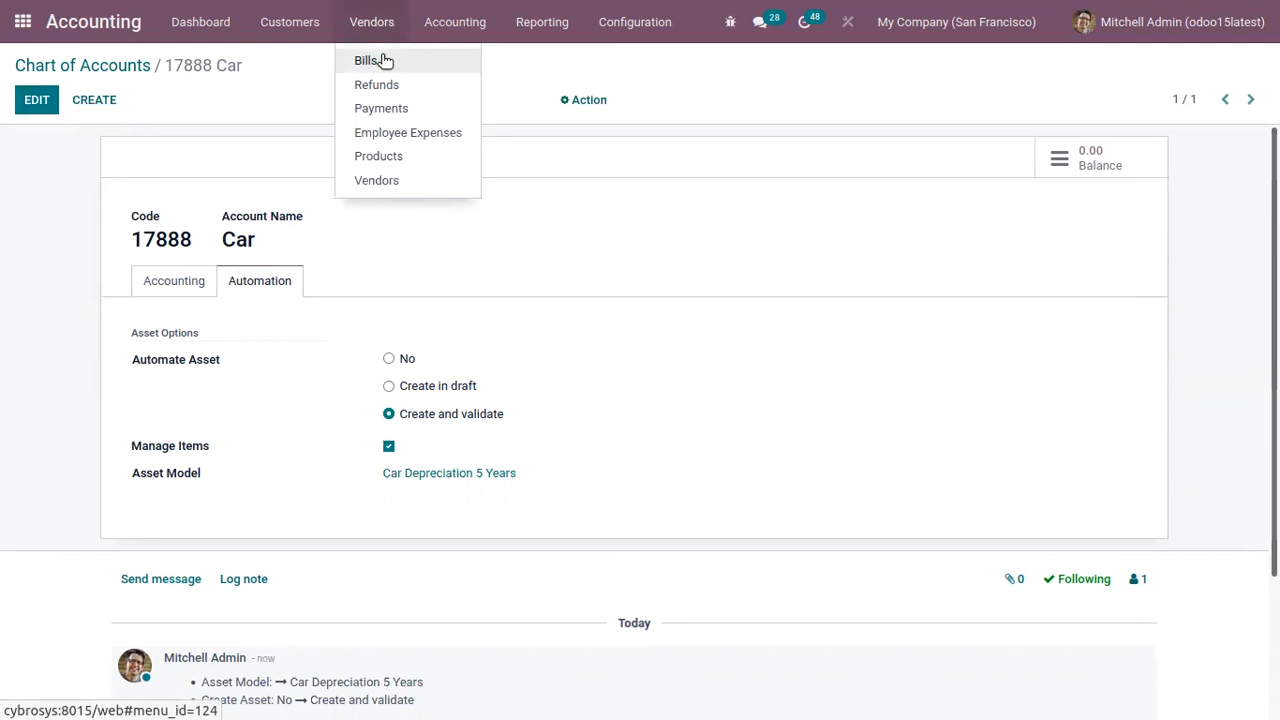 Accounting Dashboard Customers Vendors Accounting Reporting Configuration 28 48 My Company (San Francisco) Mitchell Admin (odoo15latest)
Chart of Accounts / 17888 Car
EDIT CREATE Action 1 / 1
Bills
Refunds
Payments
Employee Expenses
Products
Vendors
0.00
Balance
Code Account Name
17888 Car
Accounting Automation
Asset Options
Automate Asset No
Create in draft
Create and validate
Manage Items
Asset Model Car Depreciation 5 Years
Send message Log note 0 Following 1
Today
Mitchell Admin - now
• Asset Model: → Car Depreciation 5 Years
• Create Asset: No → Create and validate
cybrosys:8015/web#menu_id=124